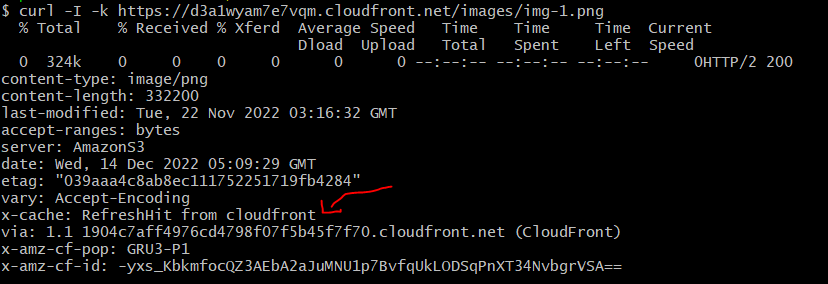 $ curl -I -k https://d3a1wyam7e7vqm.cloudfront.net/images/img-1.png
% Total % Received % Xferd Average Speed Time Time Time Current
Dload Upload Total Spent Left Speed
0 324k 0 0 0 0 0 0 --:--:-- --:--:-- --:--:-- 0HTTP/2 200
content-type: image/png
content-length: 332200
last-modified: Tue, 22 Nov 2022 03:16:32 GMT
accept-ranges: bytes
server: AmazonS3
date: Wed, 14 Dec 2022 05:09:29 GMT
etag: "039aaa4c8ab8ec111752251719fb4284"
vary: Accept-Encoding
x-cache: RefreshHit from cloudfront
via: 1.1 1904c7aff4976cd4798f07f5b45f7f70.cloudfront.net (CloudFront)
x-amz-cf-pop: GRU3-P1
x-amz-cf-id: -yxs_KbkmfocQZ3AEbA2aJuMNU1p7BvfqUkLODSqPnXT34NvbgrVSA==